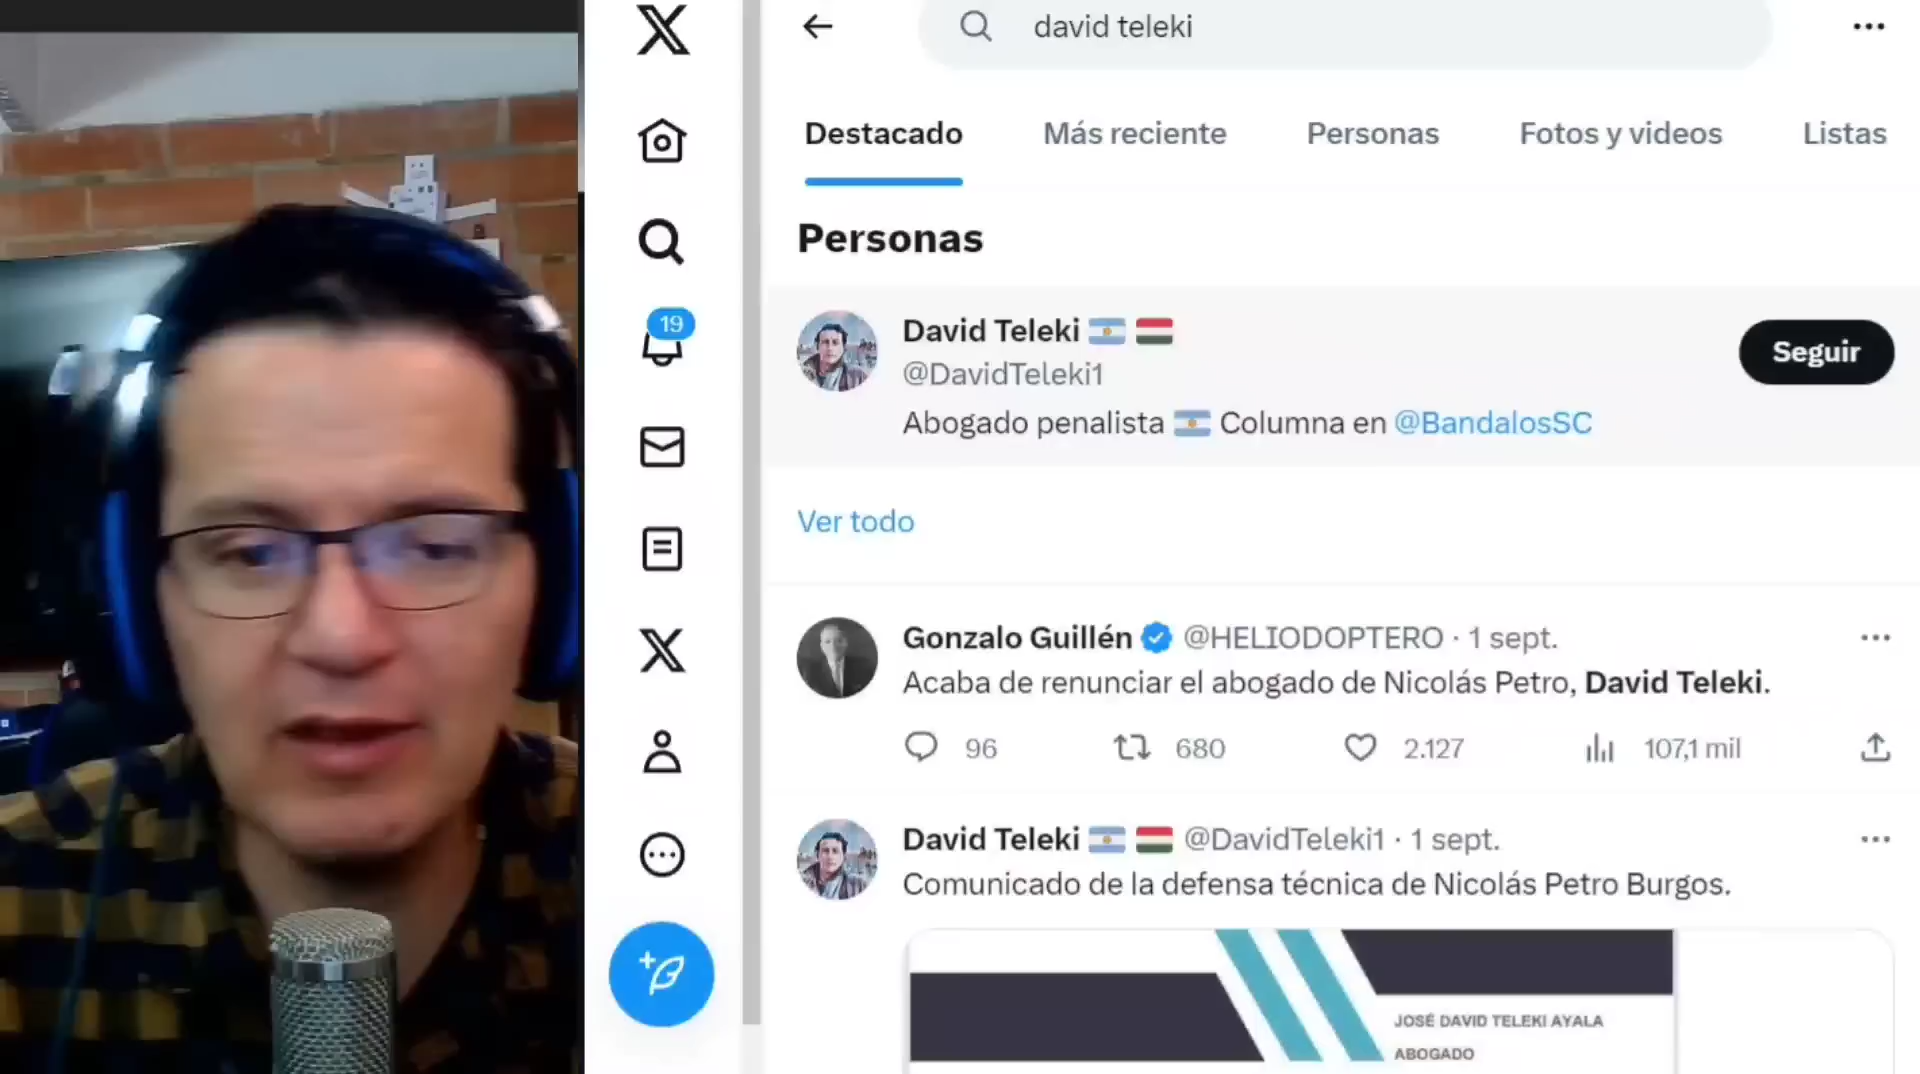 david teleki
Destacado
Más reciente
Personas
Fotos y videos
Listas
Personas
David Teleki
@DavidTeleki1
Abogado penalista Columna en @BandalosSC
Seguir
Ver todo
19
Gonzalo Guillén @HELIODOPTERO · 1 sept.
Acaba de renunciar el abogado de Nicolás Petro, David Teleki.
96
680
2.127
107,1 mil
David Teleki @DavidTeleki1 · 1 sept.
Comunicado de la defensa técnica de Nicolás Petro Burgos.
JOSÉ DAVID TELEKI AYALA
ABOGADO